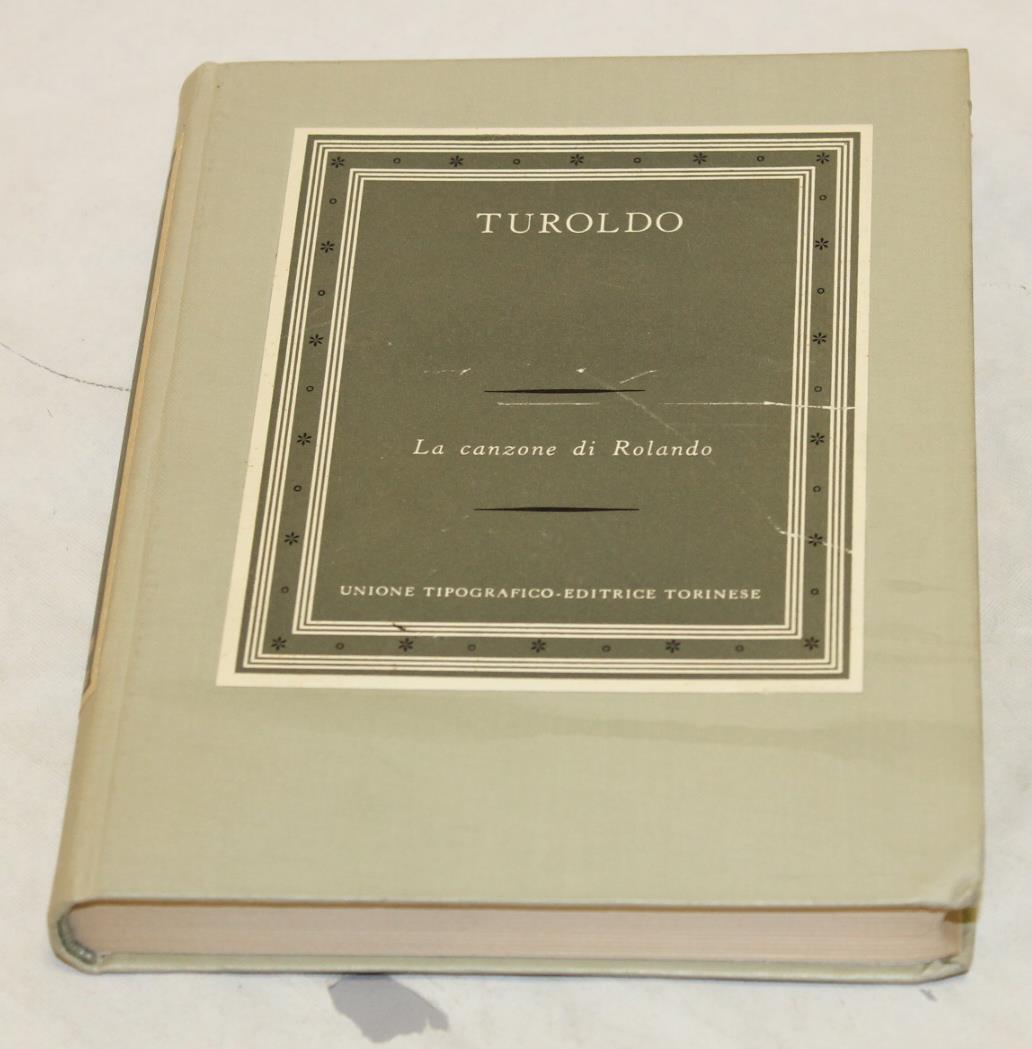 TUROLDO
La canzone di Rolando
UNIONE TIPOGRAFICO-EDITRICE TORINESE